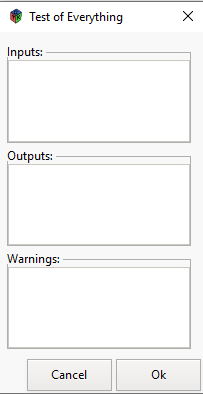 Test of Everything
Inputs:
Outputs:
Warnings:
Cancel
Ok